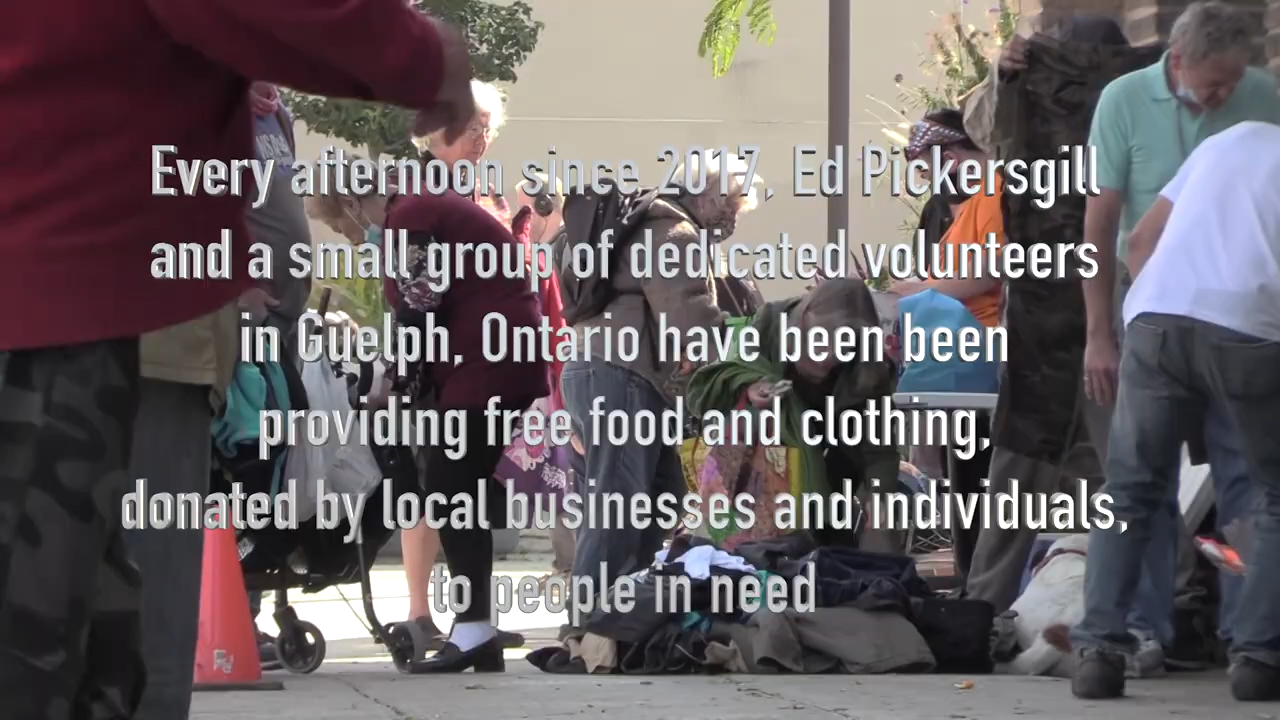 Every afternoon since 2017, Ed Pickersgill
and a small group of dedicated volunteers
in Guelph, Ontario have been been
providing free food and clothing,
donated by local businesses and individuals,
to people in need